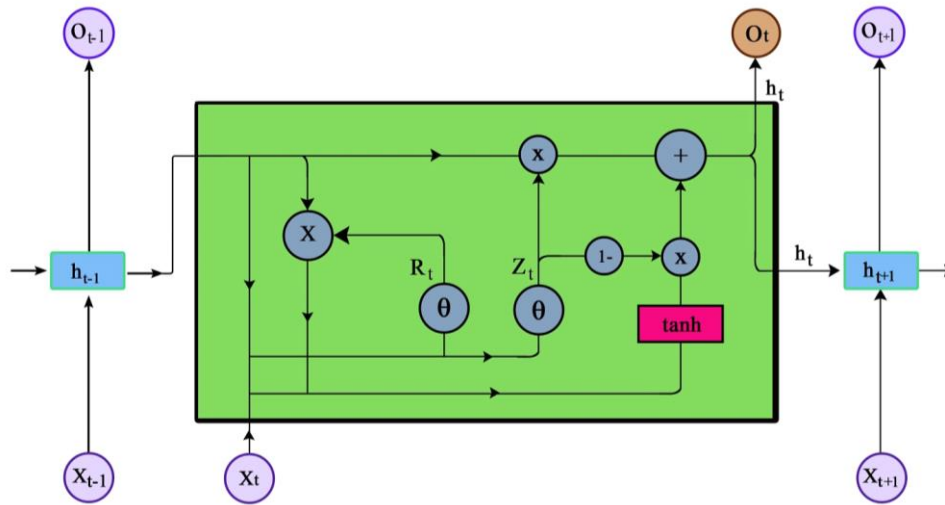 Oₜ₋₁
Oₜ
Oₜ₊₁
hₜ
x
+
X
Rₜ
Zₜ
1-
x
hₜ
hₜ₋₁
hₜ₊₁
θ
θ
tanh
Xₜ₋₁
Xₜ
Xₜ₊₁